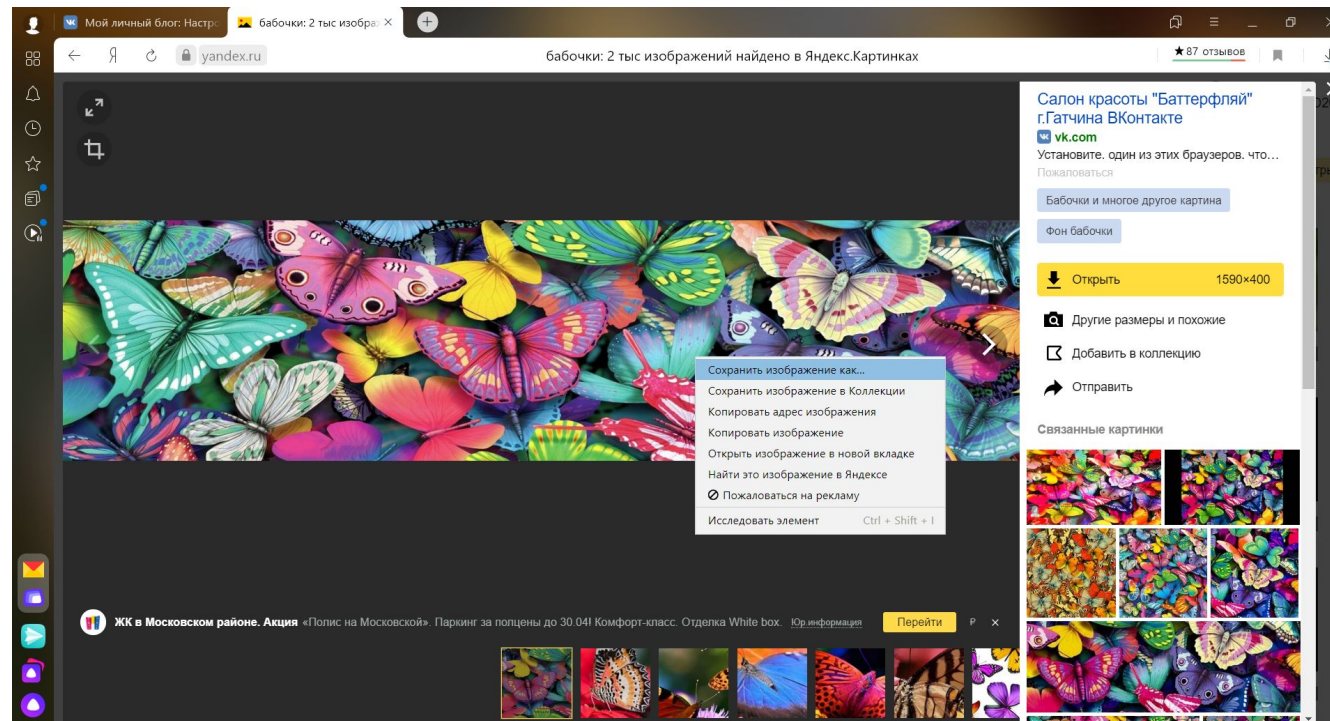 Мой личный блог: Настро
бабочки: 2 тыс изображ
yandex.ru
бабочки: 2 тыс изображений найдено в Яндекс.Картинках
★87 отзывов
Салон красоты "Баттерфляй"
г.Гатчина ВКонтакте
vk.com
Установите. один из этих браузеров. что...
Пожаловаться
Бабочки и многое другое картина
Фон бабочки
Открыть 1590×400
Другие размеры и похожие
Добавить в коллекцию
Отправить
Связанные картинки
Сохранить изображение как...
Сохранить изображение в Коллекции
Копировать адрес изображения
Копировать изображение
Открыть изображение в новой вкладке
Найти это изображение в Яндексе
Пожаловаться на рекламу
Исследовать элемент Ctrl + Shift + I
ЖК в Московском районе. Акция «Полис на Московской». Паркинг за полцены до 30.04! Комфорт-класс. Отделка White box. Юр.информация Перейти